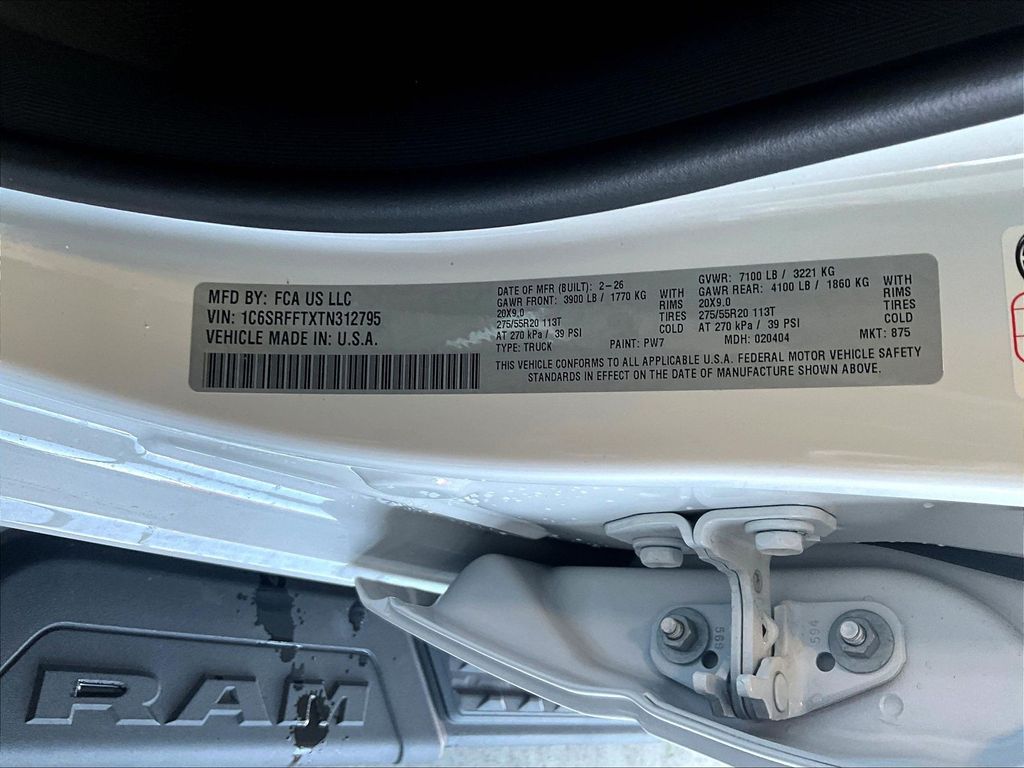 MFD BY: FCA US LLC
VIN: 1C6SRFFTXTN312795
VEHICLE MADE IN: U.S.A.
DATE OF MFR (BUILT): 2-26
GAWR FRONT: 3900 LB / 1770 KG WITH
20X9.0 RIMS
275/55R20 113T TIRES
AT 270 kPa / 39 PSI COLD
TYPE: TRUCK PAINT: PW7
GVWR: 7100 LB / 3221 KG
GAWR REAR: 4100 LB / 1860 KG WITH
20X9.0 RIMS
275/55R20 113T TIRES
AT 270 kPa / 39 PSI COLD
MDH: 020404 MKT: 875
THIS VEHICLE CONFORMS TO ALL APPLICABLE U.S.A. FEDERAL MOTOR VEHICLE SAFETY
STANDARDS IN EFFECT ON THE DATE OF MANUFACTURE SHOWN ABOVE.
594
RAM